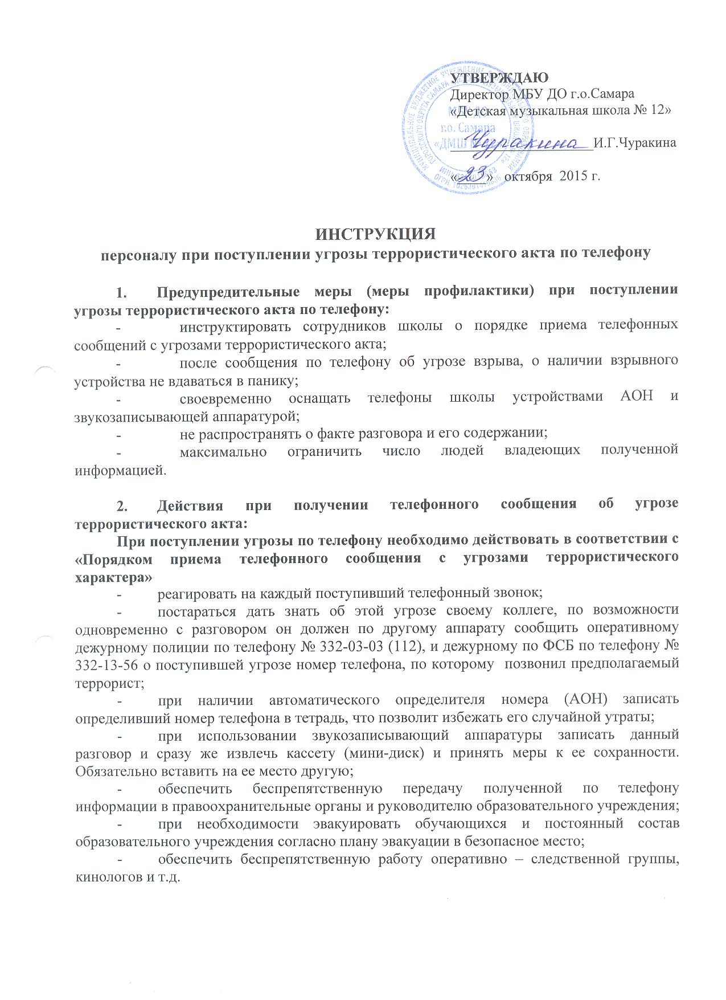 УТВЕРЖДАЮ
Директор МБУ ДО г.о.Самара
«Детская музыкальная школа № 12»
МБУ ДО
г.о. Самара
«ДМШ
Чуракина И.Г.Чуракина
«23» октября 2015 г.
ИНСТРУКЦИЯ
персоналу при поступлении угрозы террористического акта по телефону
1. Предупредительные меры (меры профилактики) при поступлении
угрозы террористического акта по телефону:
- инструктировать сотрудников школы о порядке приема телефонных
сообщений с угрозами террористического акта;
- после сообщения по телефону об угрозе взрыва, о наличии взрывного
устройства не вдаваться в панику;
- своевременно оснащать телефоны школы устройствами АОН и
звукозаписывающей аппаратурой;
- не распространять о факте разговора и его содержании;
- максимально ограничить число людей владеющих полученной
информацией.
2. Действия при получении телефонного сообщения об угрозе
террористического акта:
При поступлении угрозы по телефону необходимо действовать в соответствии с
«Порядком приема телефонного сообщения с угрозами террористического
характера»
- реагировать на каждый поступивший телефонный звонок;
- постараться дать знать об этой угрозе своему коллеге, по возможности
одновременно с разговором он должен по другому аппарату сообщить оперативному
дежурному полиции по телефону № 332-03-03 (112), и дежурному по ФСБ по телефону №
332-13-56 о поступившей угрозе номер телефона, по которому позвонил предполагаемый
террорист;
- при наличии автоматического определителя номера (АОН) записать
определивший номер телефона в тетрадь, что позволит избежать его случайной утраты;
- при использовании звукозаписывающий аппаратуры записать данный
разговор и сразу же извлечь кассету (мини-диск) и принять меры к ее сохранности.
Обязательно вставить на ее место другую;
- обеспечить беспрепятственную передачу полученной по телефону
информации в правоохранительные органы и руководителю образовательного учреждения;
- при необходимости эвакуировать обучающихся и постоянный состав
образовательного учреждения согласно плану эвакуации в безопасное место;
- обеспечить беспрепятственную работу оперативно – следственной группы,
кинологов и т.д.